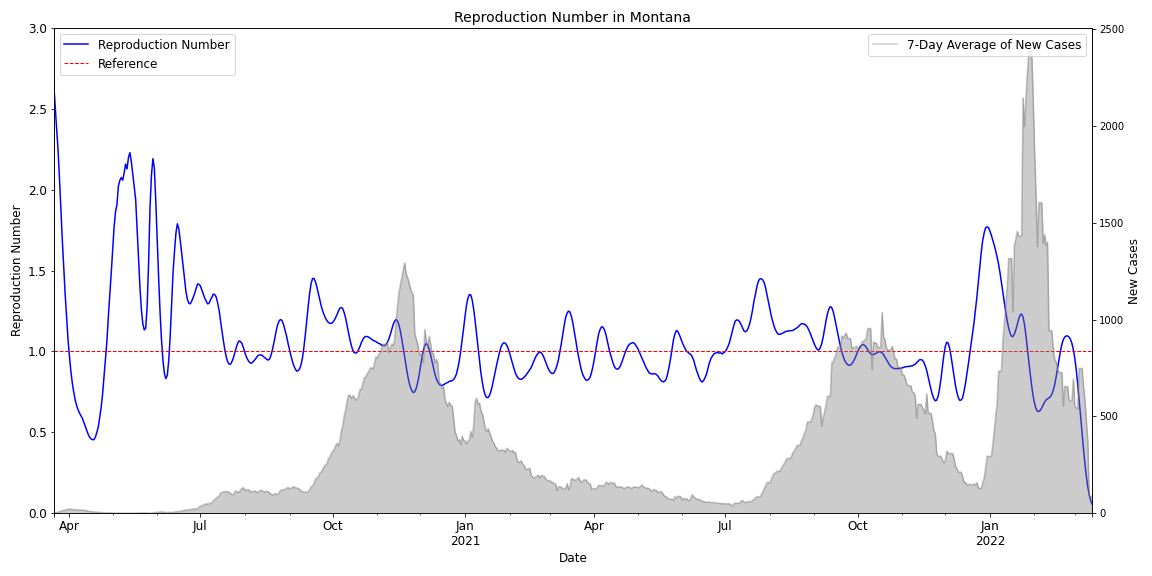 Reproduction Number in Montana
Reproduction Number
Reference
7-Day Average of New Cases
3.0
2.5
2.0
1.5
1.0
0.5
0.0
Reproduction Number
2500
2000
1500
1000
500
0
New Cases
Apr
Jul
Oct
Jan
2021
Apr
Jul
Oct
Jan
2022
Date